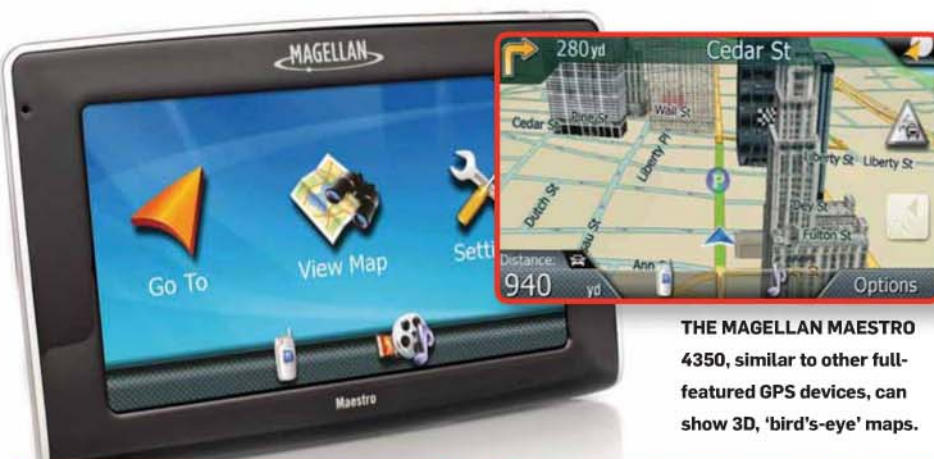 MAGELLAN
Go To
View Map
Maestro
280yd
Cedar St
Cedar St
Pine St
Wall St
Liberty Pl
Dutch St
Liberty St
Liberty St
Dey St
Fulton St
Ann
Distance:
940 yd
Options
P
THE MAGELLAN MAESTRO
4350, similar to other full-
featured GPS devices, can
show 3D, 'bird's-eye' maps.